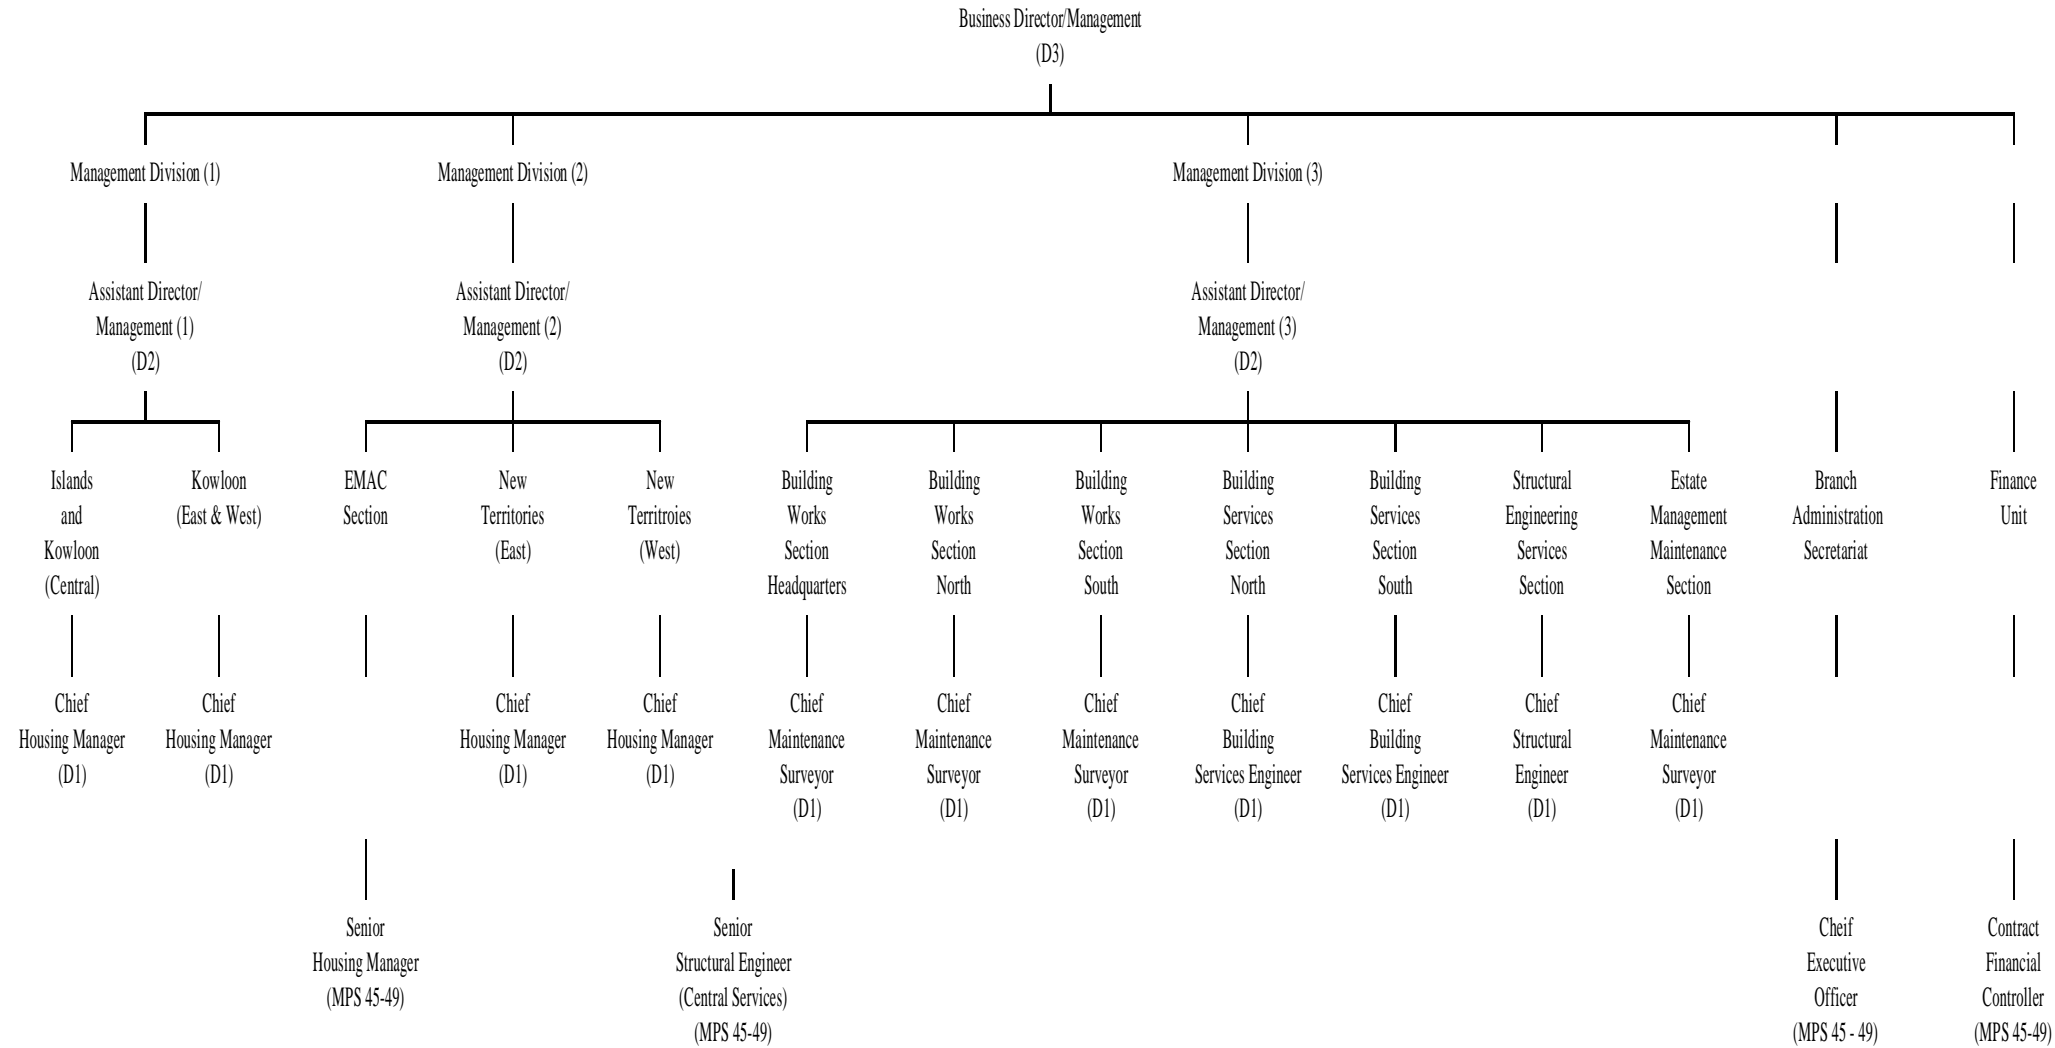 Business Director/Management
(D3)
Management Division (1)
Management Division (2)
Management Division (3)
Assistant Director/
Management (1)
(D2)
Assistant Director/
Management (2)
(D2)
Assistant Director/
Management (3)
(D2)
Islands
and
Kowloon
(Central)
Kowloon
(East & West)
EMAC
Section
New
Territories
(East)
New
Territroies
(West)
Building
Works
Section
Headquarters
Building
Works
Section
North
Building
Works
Section
South
Building
Services
Section
North
Building
Services
Section
South
Structural
Engineering
Services
Section
Estate
Management
Maintenance
Section
Branch
Administration
Secretariat
Finance
Unit
Chief
Housing Manager
(D1)
Chief
Housing Manager
(D1)
Chief
Housing Manager
(D1)
Chief
Housing Manager
(D1)
Chief
Maintenance
Surveyor
(D1)
Chief
Maintenance
Surveyor
(D1)
Chief
Maintenance
Surveyor
(D1)
Chief
Building
Services Engineer
(D1)
Chief
Building
Services Engineer
(D1)
Chief
Structural
Engineer
(D1)
Chief
Maintenance
Surveyor
(D1)
Senior
Housing Manager
(MPS 45-49)
Senior
Structural Engineer
(Central Services)
(MPS 45-49)
Cheif
Executive
Officer
(MPS 45 - 49)
Contract
Financial
Controller
(MPS 45-49)